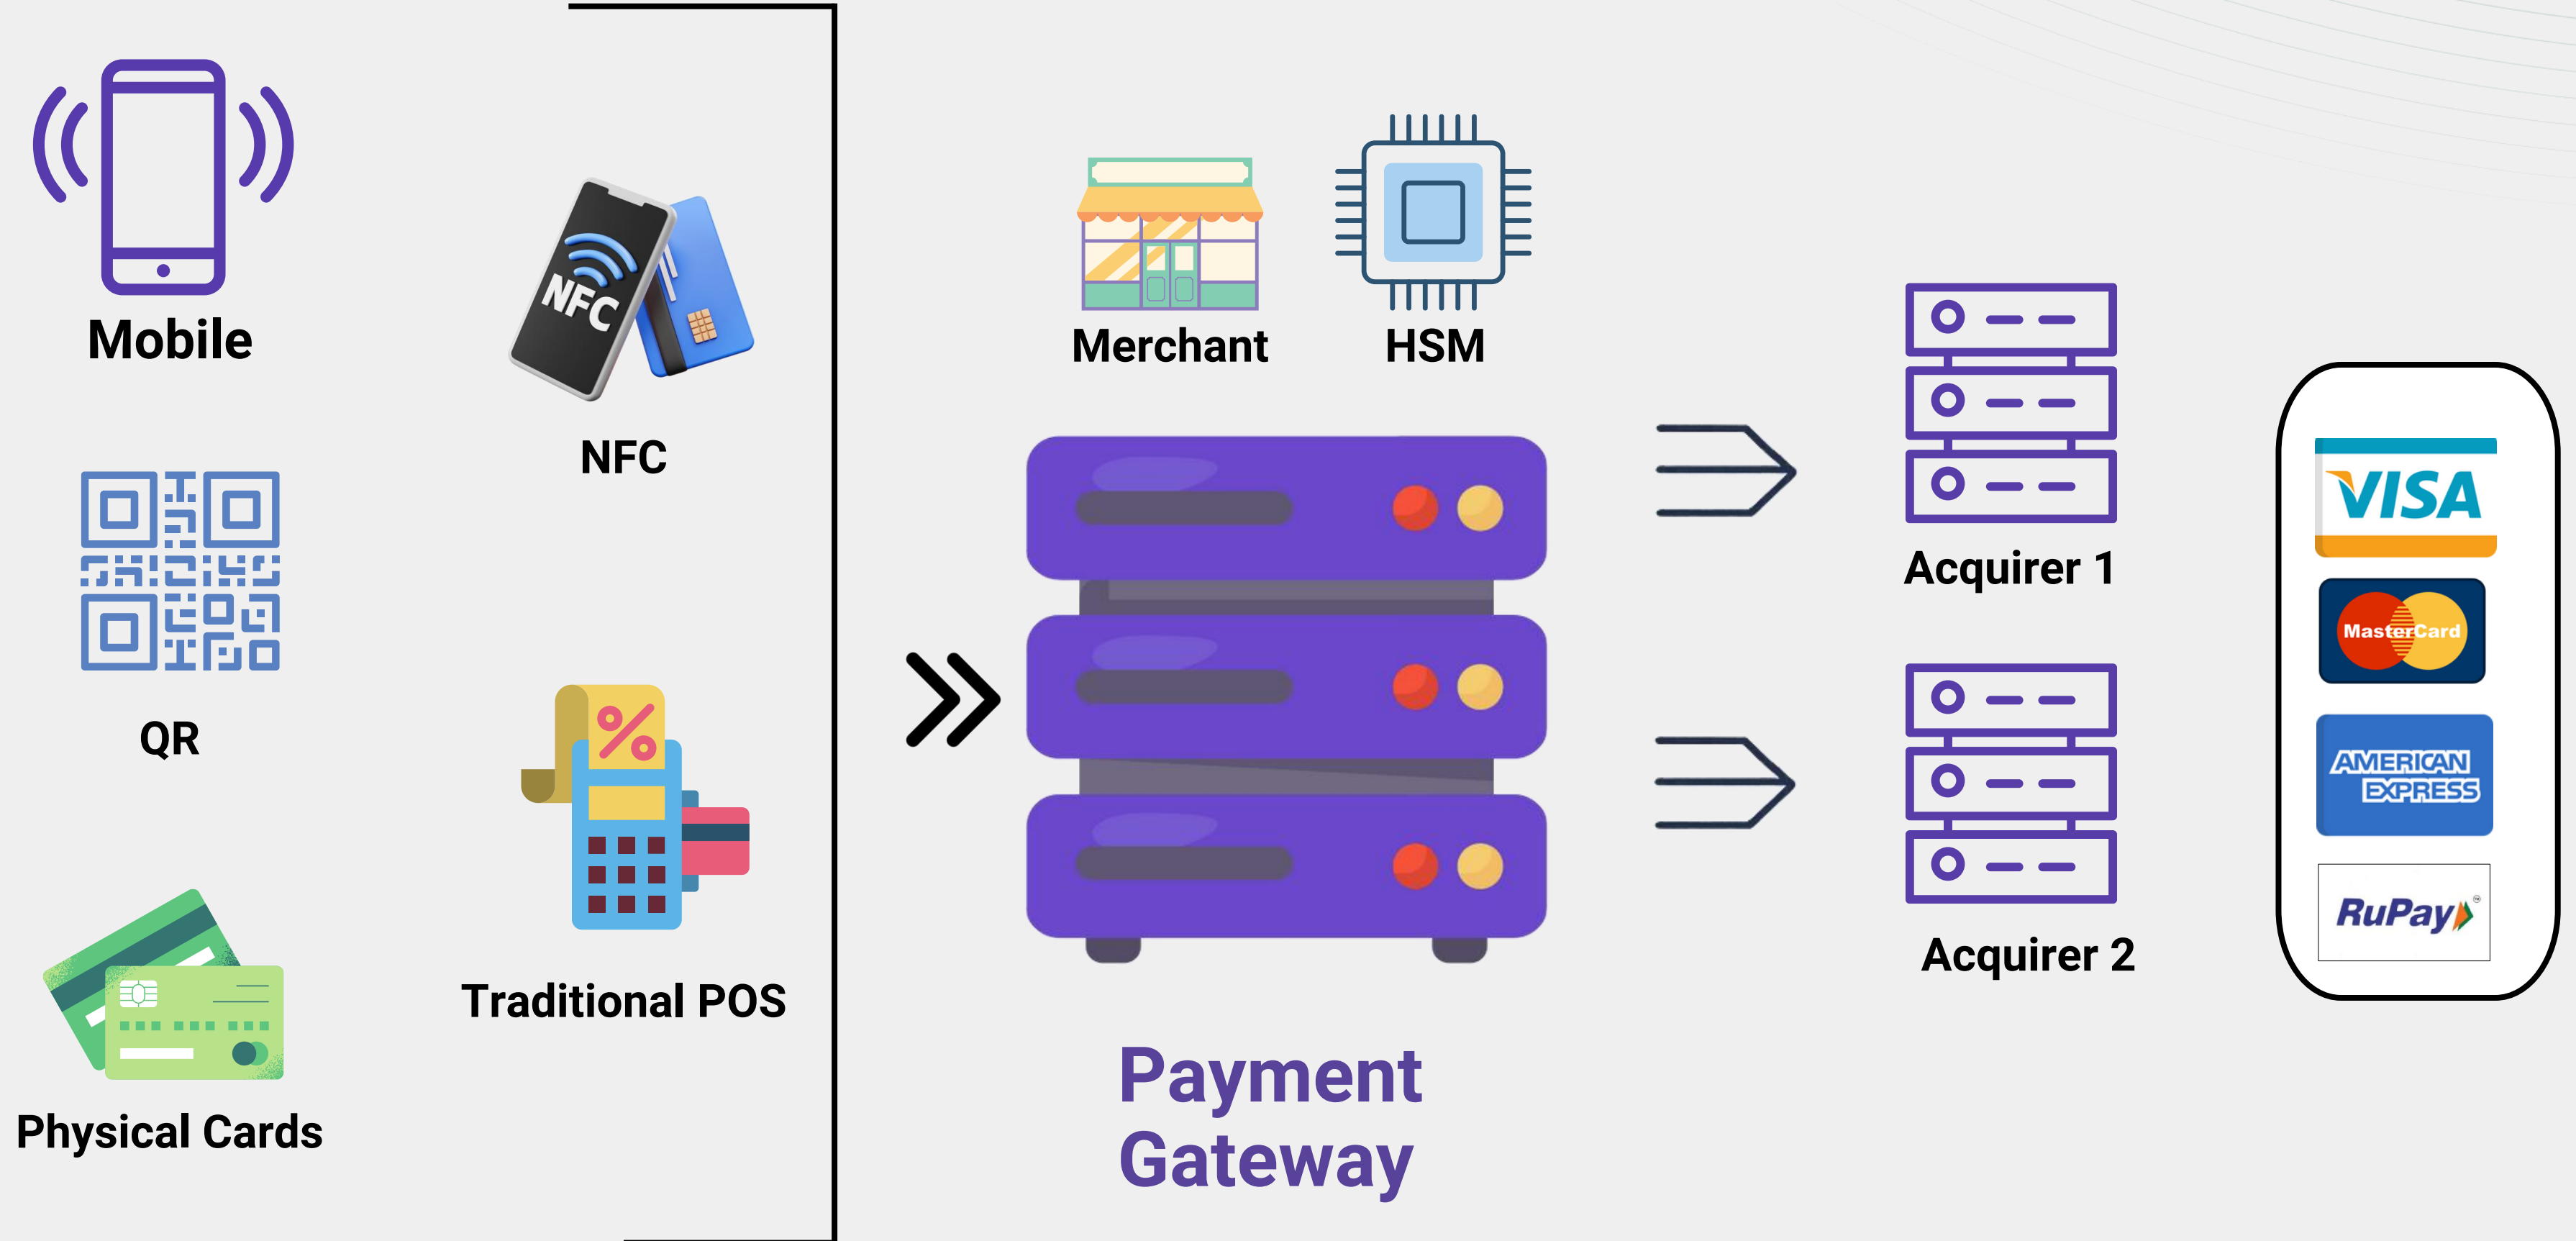 Mobile
NFC
NFC
QR
Traditional POS
Physical Cards
Merchant
HSM
Payment
Gateway
Acquirer 1
Acquirer 2
VISA
MasterCard
AMERICAN
EXPRESS
RuPay